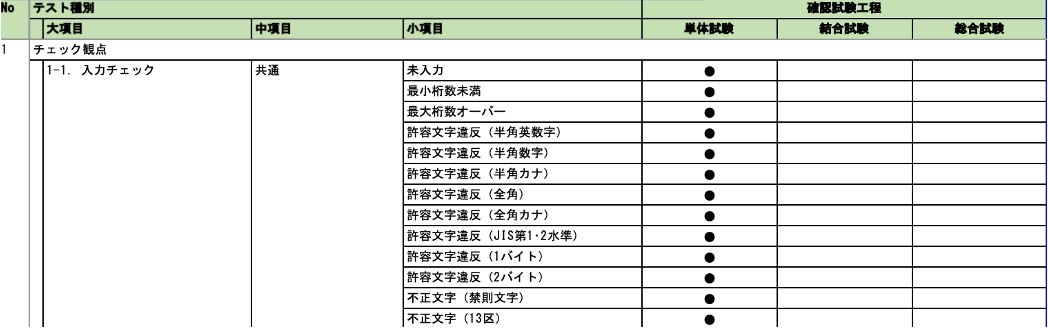 No テスト種別 確認試験工程
大項目 中項目 小項目 単体試験 結合試験 総合試験
1 チェック観点
1-1. 入力チェック 共通 未入力 ●
最小桁数未満 ●
最大桁数オーバー ●
許容文字違反（半角英数字） ●
許容文字違反（半角数字） ●
許容文字違反（半角カナ） ●
許容文字違反（全角） ●
許容文字違反（全角カナ） ●
許容文字違反（JIS第1･2水準） ●
許容文字違反（1バイト） ●
許容文字違反（2バイト） ●
不正文字（禁則文字） ●
不正文字（13区） ●